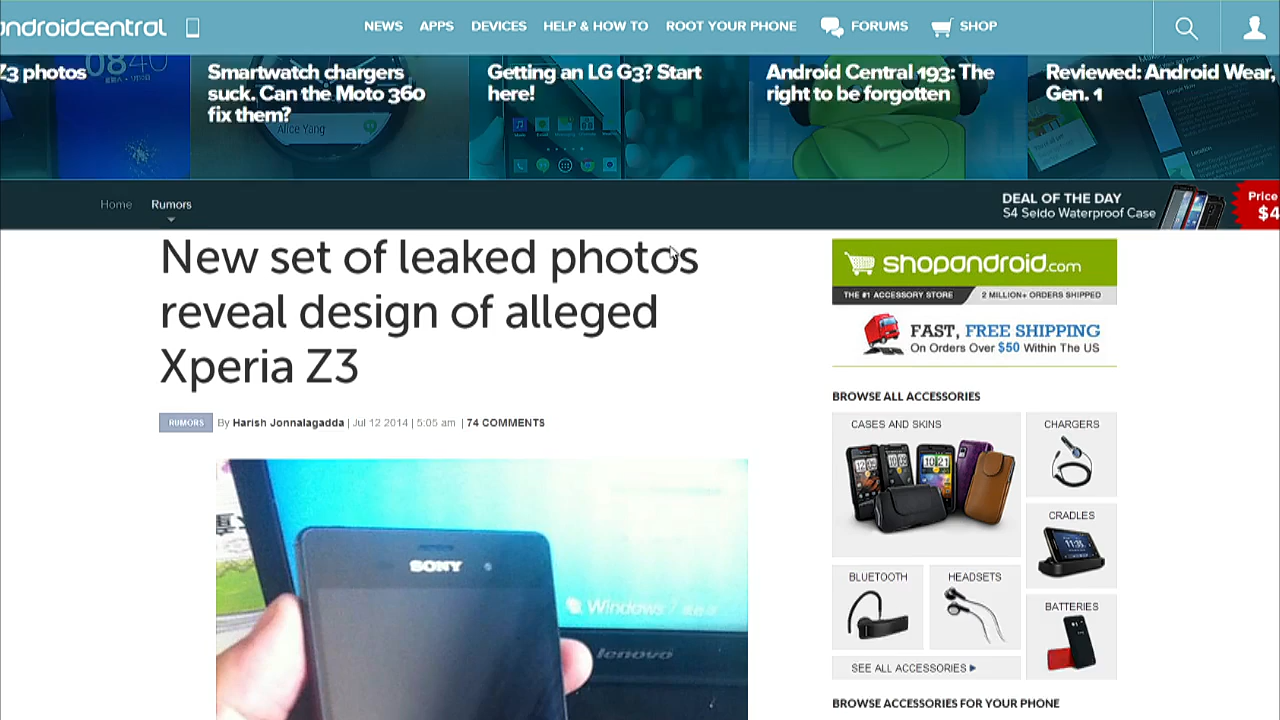 androidcentral
NEWS APPS DEVICES HELP & HOW TO ROOT YOUR PHONE FORUMS SHOP
Z3 photos
Smartwatch chargers
suck. Can the Moto 360
fix them?
Alice Yang
Getting an LG G3? Start
here!
Android Central 193: The
right to be forgotten
Reviewed: Android Wear,
Gen. 1
Home Rumors
DEAL OF THE DAY
S4 Seido Waterproof Case
Price
$4
New set of leaked photos
reveal design of alleged
Xperia Z3
RUMORS By Harish Jonnalagadda | Jul 12 2014 | 5:05 am | 74 COMMENTS
SONY
Windows 7
lenovo
shopandroid.com
THE #1 ACCESSORY STORE 2 MILLION+ ORDERS SHIPPED
FAST, FREE SHIPPING
On Orders Over $50 Within The US
BROWSE ALL ACCESSORIES
CASES AND SKINS
CHARGERS
CRADLES
BLUETOOTH
HEADSETS
BATTERIES
SEE ALL ACCESSORIES
BROWSE ACCESSORIES FOR YOUR PHONE